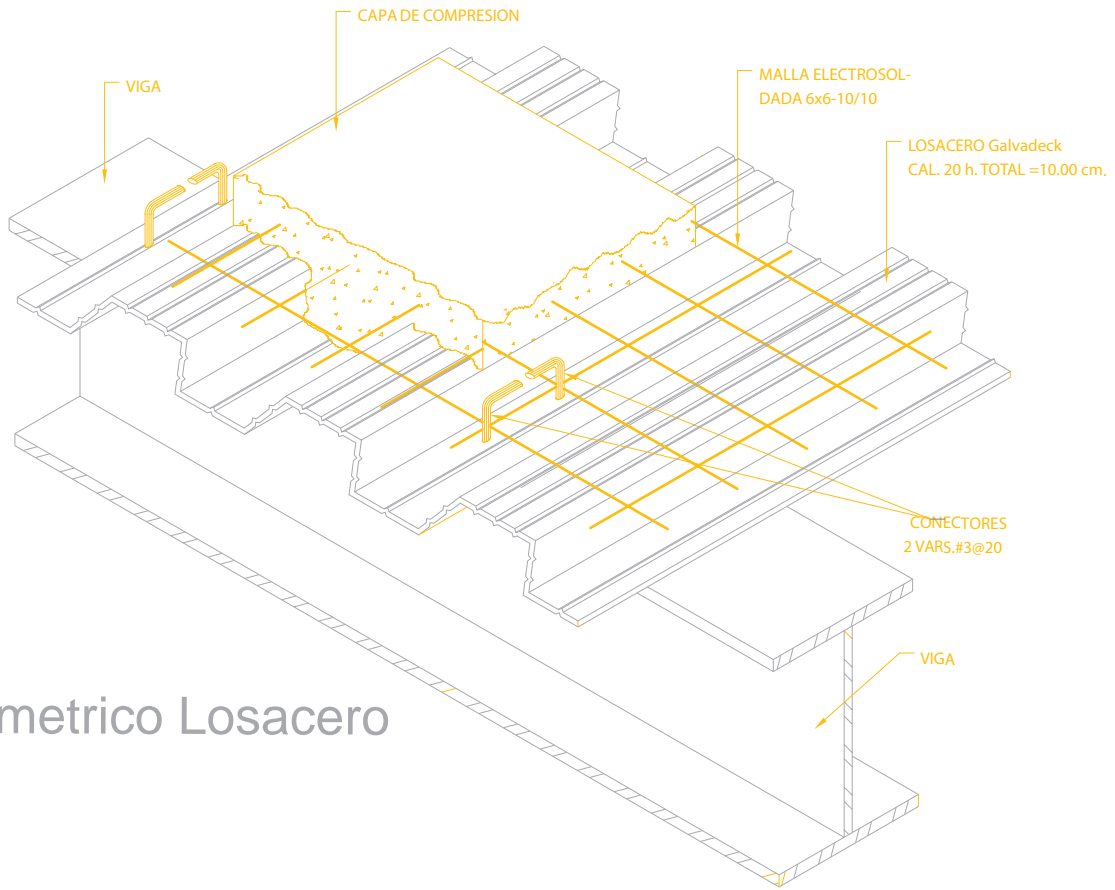 CAPA DE COMPRESION
VIGA
MALLA ELECTROSOL-
DADA 6x6-10/10
LOSACERO Galvadeck
CAL. 20 h. TOTAL =10.00 cm.
CONECTORES
2 VARS.#3@20
VIGA
metrico Losacero